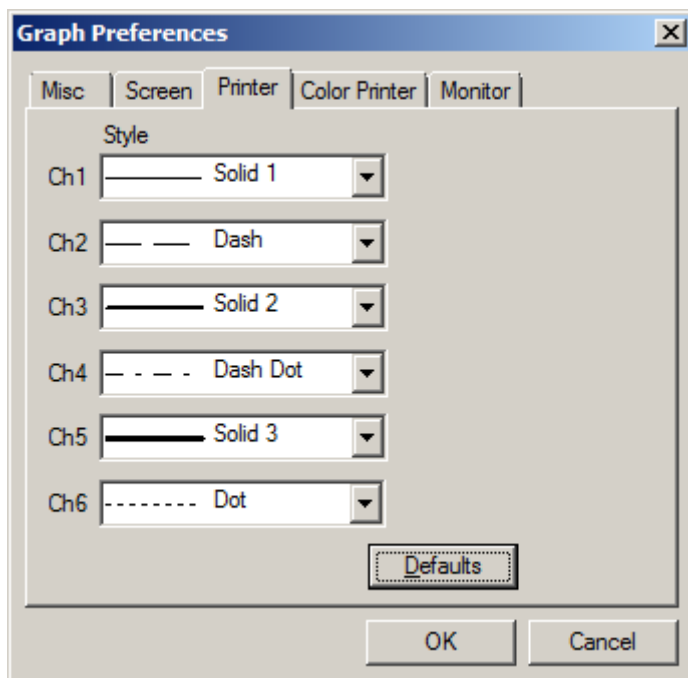 Graph Preferences
Misc Screen Printer Color Printer Monitor
Style
Ch1 Solid 1
Ch2 Dash
Ch3 Solid 2
Ch4 Dash Dot
Ch5 Solid 3
Ch6 Dot
Defaults
OK Cancel